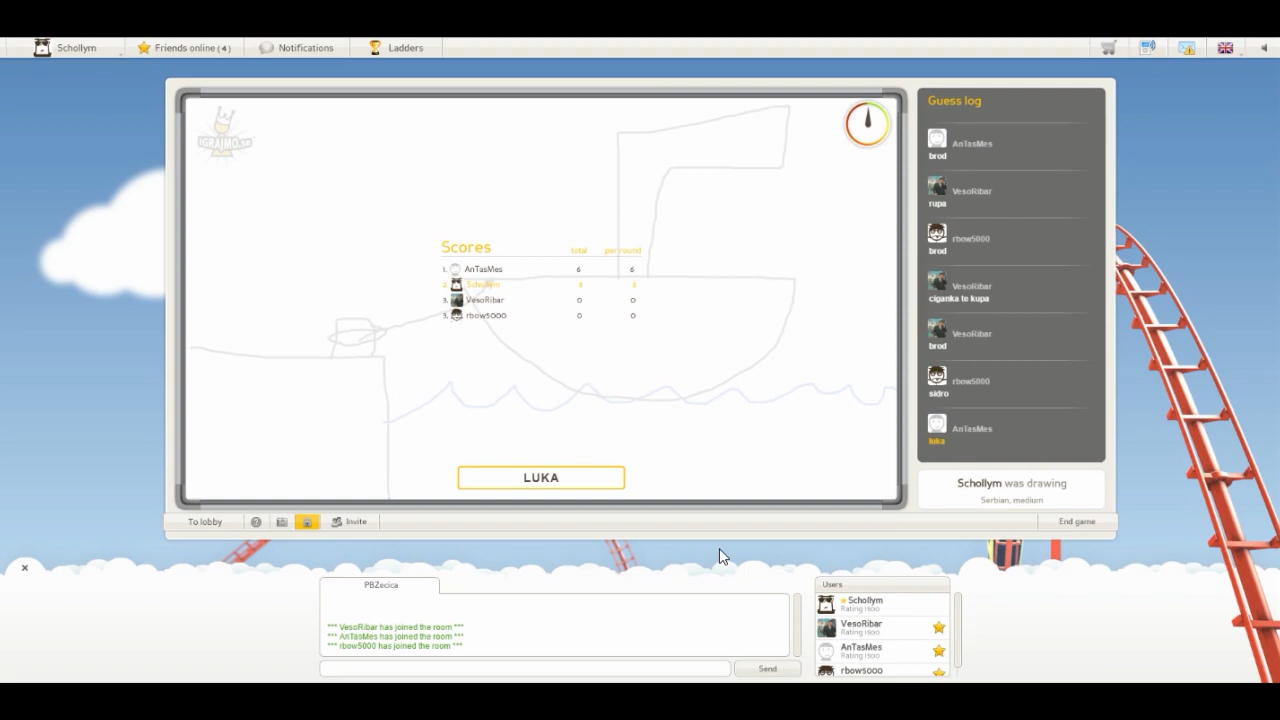 Schollym
Friends online (4)
Notifications
Ladders
IGRAJMO.SE
Scores total per round
1. AnTasMes 6 6
2. Schollym 3 3
3. VesoRibar 0 0
3. rbow5000 0 0
LUKA
Guess log
AnTasMes
brod
VesoRibar
rupa
rbow5000
brod
VesoRibar
ciganka te kupa
VesoRibar
brod
rbow5000
sidro
AnTasMes
luka
Schollym was drawing
Serbian, medium
To lobby
Invite
End game
PBZecica
*** VesoRibar has joined the room ***
*** AnTasMes has joined the room ***
*** rbow5000 has joined the room ***
Send
Users
Schollym
Rating 1500
VesoRibar
Rating 1500
AnTasMes
Rating 1500
rbow5000